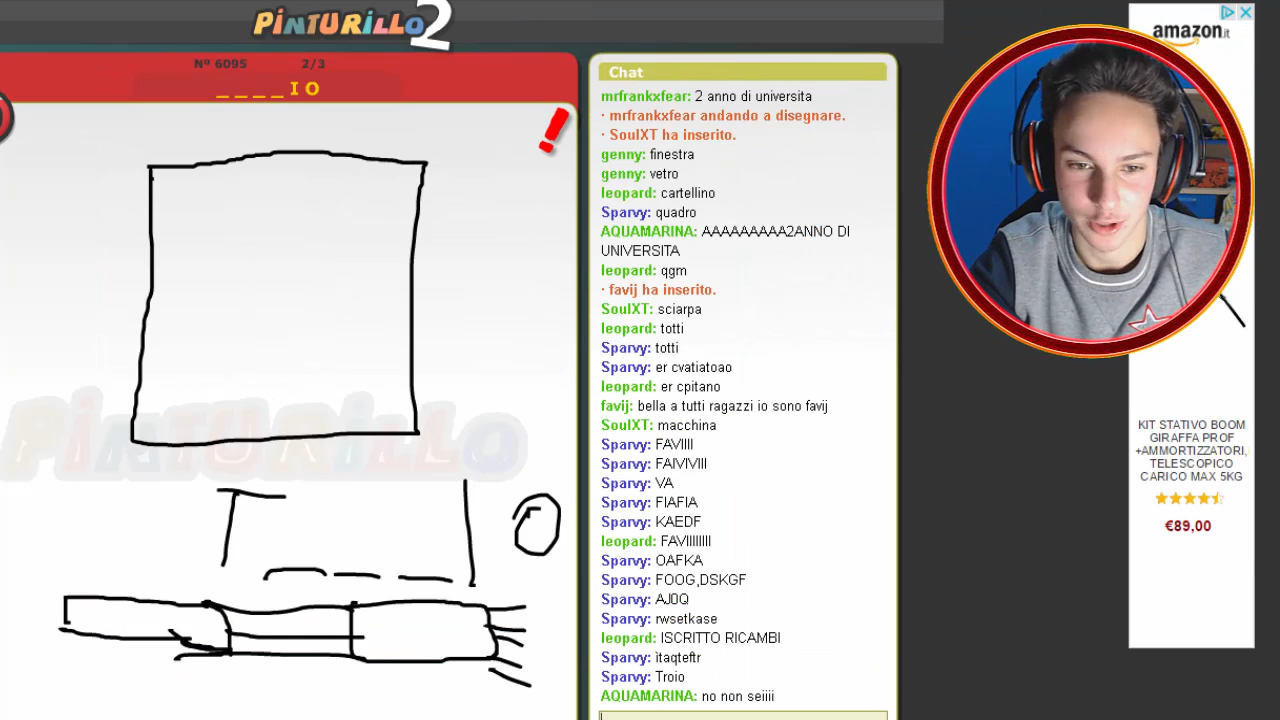 PINTURILLO 2
Nº 6095 2/3
_ _ _ _ I O
PINTURILLO
T _ _ _ I O
Chat
mrfrankxfear: 2 anno di universita
· mrfrankxfear andando a disegnare.
· SoulXT ha inserito.
genny: finestra
genny: vetro
leopard: cartellino
Sparvy: quadro
AQUAMARINA: AAAAAAAAA2ANNO DI
UNIVERSITA
leopard: qgm
· favij ha inserito.
SoulXT: sciarpa
leopard: totti
Sparvy: totti
Sparvy: er cvatiatoao
leopard: er cpitano
favij: bella a tutti ragazzi io sono favij
SoulXT: macchina
Sparvy: FAVIIII
Sparvy: FAIVIVIII
Sparvy: VA
Sparvy: FIAFIA
Sparvy: KAEDF
leopard: FAVIIIIIIII
Sparvy: OAFKA
Sparvy: FOOG,DSKGF
Sparvy: AJ0Q
Sparvy: rwsetkase
leopard: ISCRITTO RICAMBI
Sparvy: itaqteftr
Sparvy: Troio
AQUAMARINA: no non seiiii
amazon.it
KIT STATIVO BOOM
GIRAFFA PROF
+AMMORTIZZATORI,
TELESCOPICO
CARICO MAX 5KG
€89,00